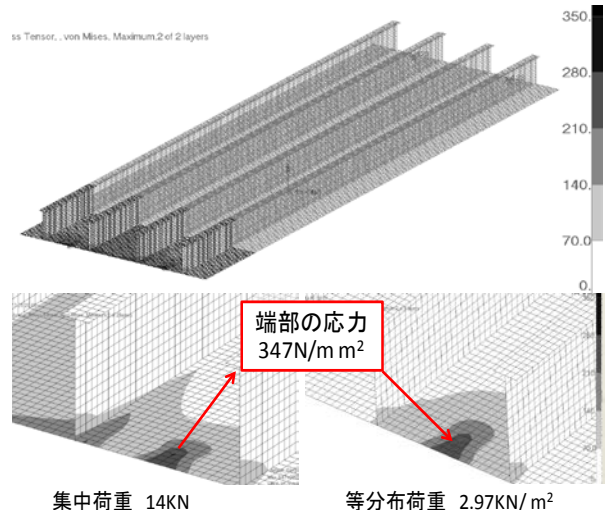 ss Tensor, , von Mises, Maximum,2 of 2 layers
350.
280.
210.
140.
70.0
0.
端部の応力
347N/mm²
集中荷重 14KN
等分布荷重 2.97KN/m²